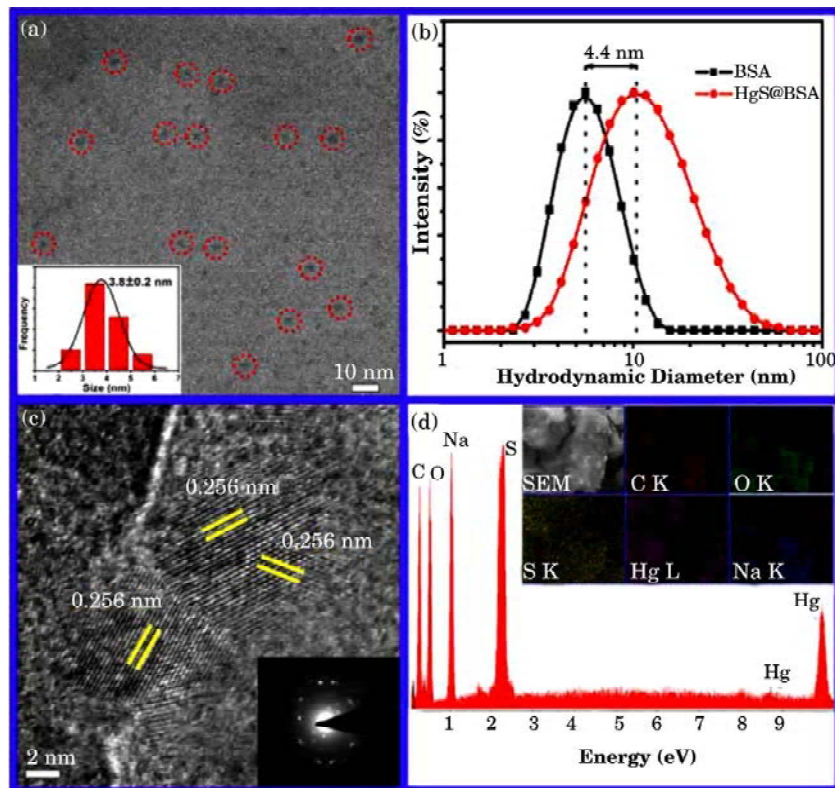 (a)
3.8±0.2 nm
Frequency
1 2 3 4 5 6 7
Size (nm)
10 nm
(b)
4.4 nm
BSA
HgS@BSA
Intensity (%)
1 10 100
Hydrodynamic Diameter (nm)
(c)
0.256 nm
0.256 nm
0.256 nm
2 nm
(d)
C O Na S
SEM C K O K
S K Hg L Na K
Hg
Hg
1 2 3 4 5 6 7 8 9
Energy (eV)